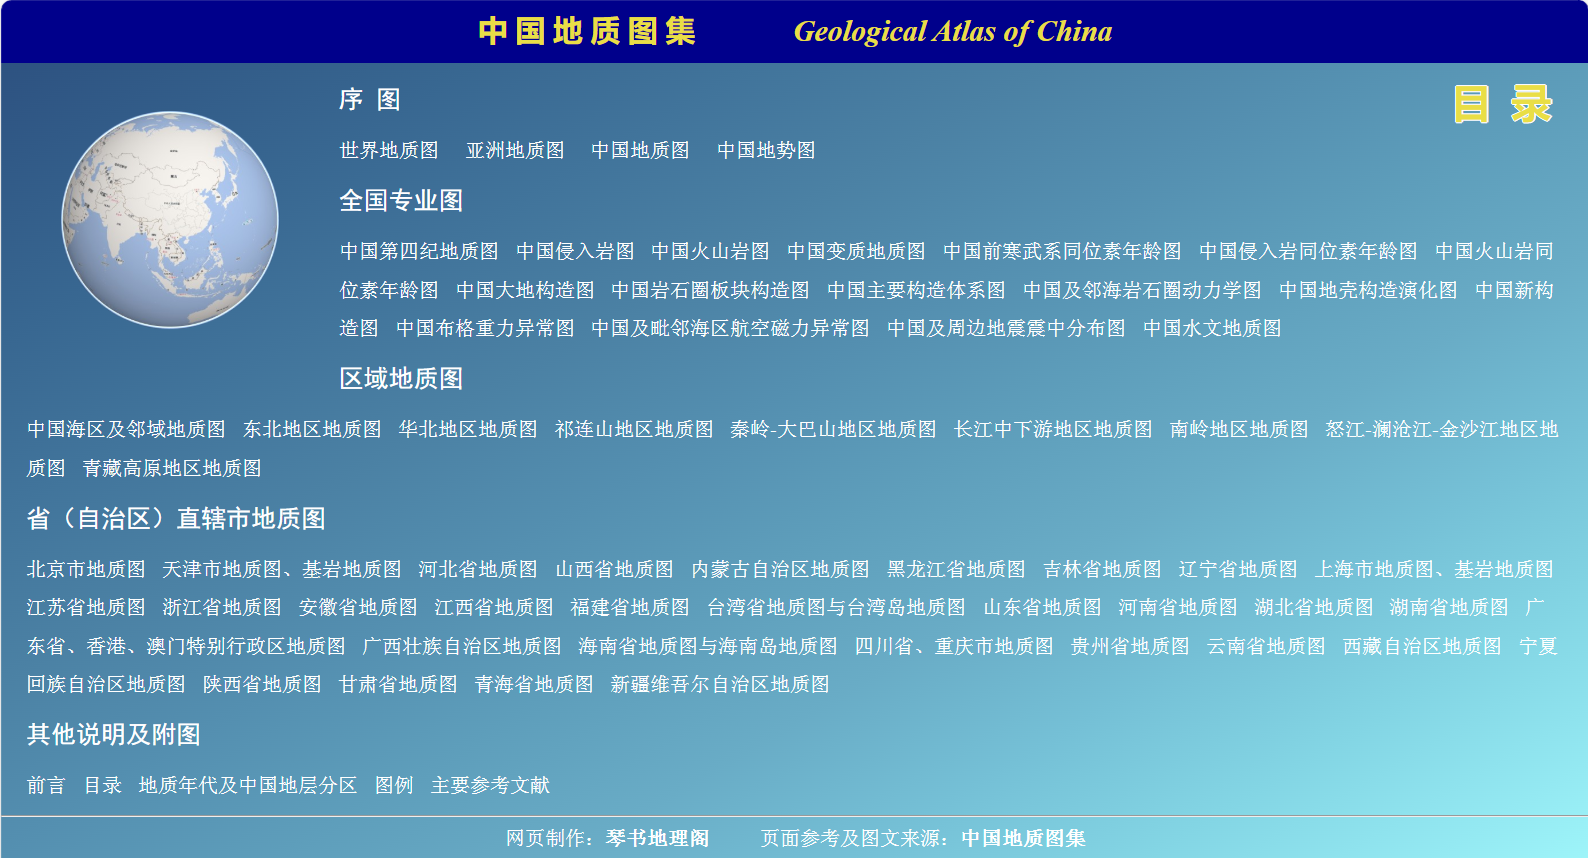 中国地质图集 Geological Atlas of China
目 录
序 图
世界地质图 亚洲地质图 中国地质图 中国地势图
全国专业图
中国第四纪地质图 中国侵入岩图 中国火山岩图 中国变质地质图 中国前寒武系同位素年龄图 中国侵入岩同位素年龄图 中国火山岩同
位素年龄图 中国大地构造图 中国岩石圈板块构造图 中国主要构造体系图 中国及邻海岩石圈动力学图 中国地壳构造演化图 中国新构
造图 中国布格重力异常图 中国及毗邻海区航空磁力异常图 中国及周边地震震中分布图 中国水文地质图
区域地质图
中国海区及邻域地质图 东北地区地质图 华北地区地质图 祁连山地区地质图 秦岭-大巴山地区地质图 长江中下游地区地质图 南岭地区地质图 怒江-澜沧江-金沙江地区地
质图 青藏高原地区地质图
省（自治区）直辖市地质图
北京市地质图 天津市地质图、基岩地质图 河北省地质图 山西省地质图 内蒙古自治区地质图 黑龙江省地质图 吉林省地质图 辽宁省地质图 上海市地质图、基岩地质图
江苏省地质图 浙江省地质图 安徽省地质图 江西省地质图 福建省地质图 台湾省地质图与台湾岛地质图 山东省地质图 河南省地质图 湖北省地质图 湖南省地质图 广
东省、香港、澳门特别行政区地质图 广西壮族自治区地质图 海南省地质图与海南岛地质图 四川省、重庆市地质图 贵州省地质图 云南省地质图 西藏自治区地质图 宁夏
回族自治区地质图 陕西省地质图 甘肃省地质图 青海省地质图 新疆维吾尔自治区地质图
其他说明及附图
前言 目录 地质年代及中国地层分区 图例 主要参考文献
网页制作：琴书地理阁 页面参考及图文来源：中国地质图集